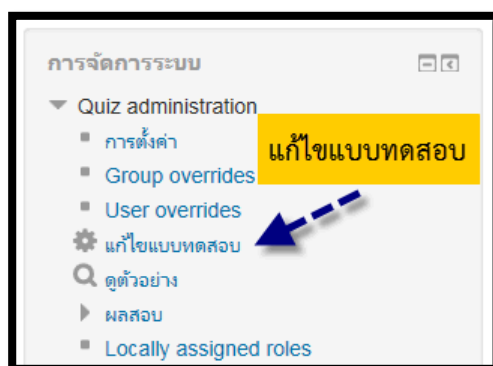 การจัดการระบบ
Quiz administration
การตั้งค่า
แก้ไขแบบทดสอบ
Group overrides
User overrides
แก้ไขแบบทดสอบ
ดูตัวอย่าง
ผลสอบ
Locally assigned roles